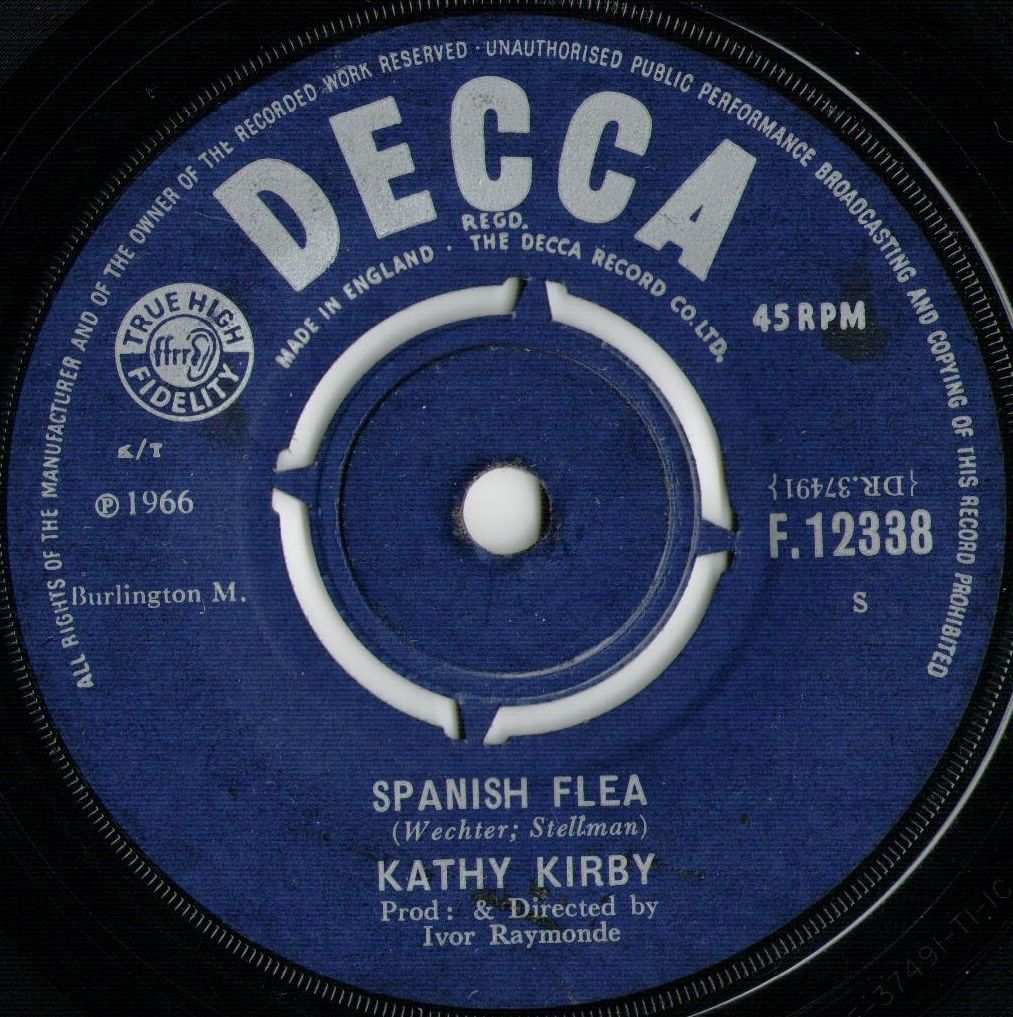 ALL RIGHTS OF THE MANUFACTURER AND OF THE OWNER OF THE RECORDED WORK RESERVED · UNAUTHORISED PUBLIC PERFORMANCE BROADCASTING AND COPYING OF THIS RECORD PROHIBITED
DECCA
REGD.
MADE IN ENGLAND . THE DECCA RECORD CO. LTD.
TRUE HIGH
ffrr
FIDELITY
45 RPM
K/T
℗ 1966
{DR.37491}
F.12338
Burlington M.
S
SPANISH FLEA
(Wechter; Stellman)
KATHY KIRBY
Prod: & Directed by
Ivor Raymonde